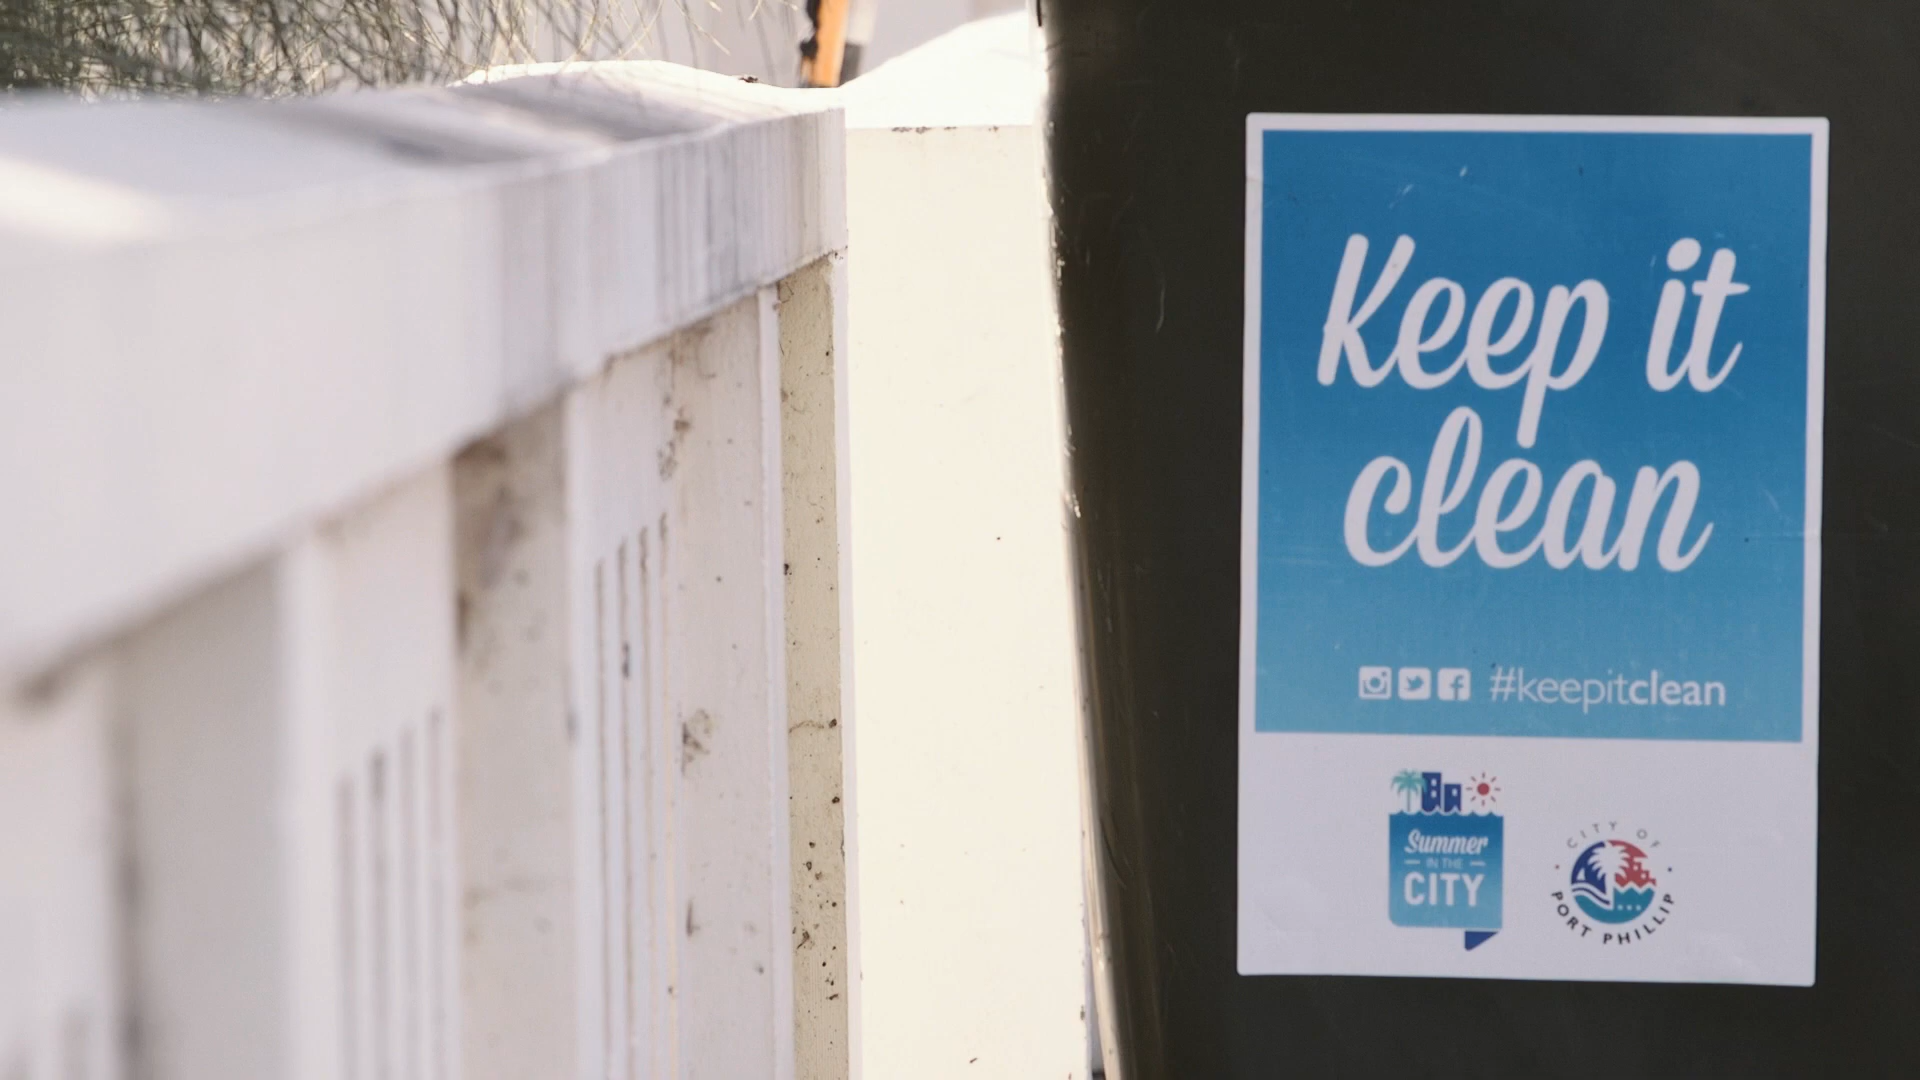 Keep it
clean
#keepitclean
Summer
IN THE
CITY
CITY OF
PORT PHILLIP